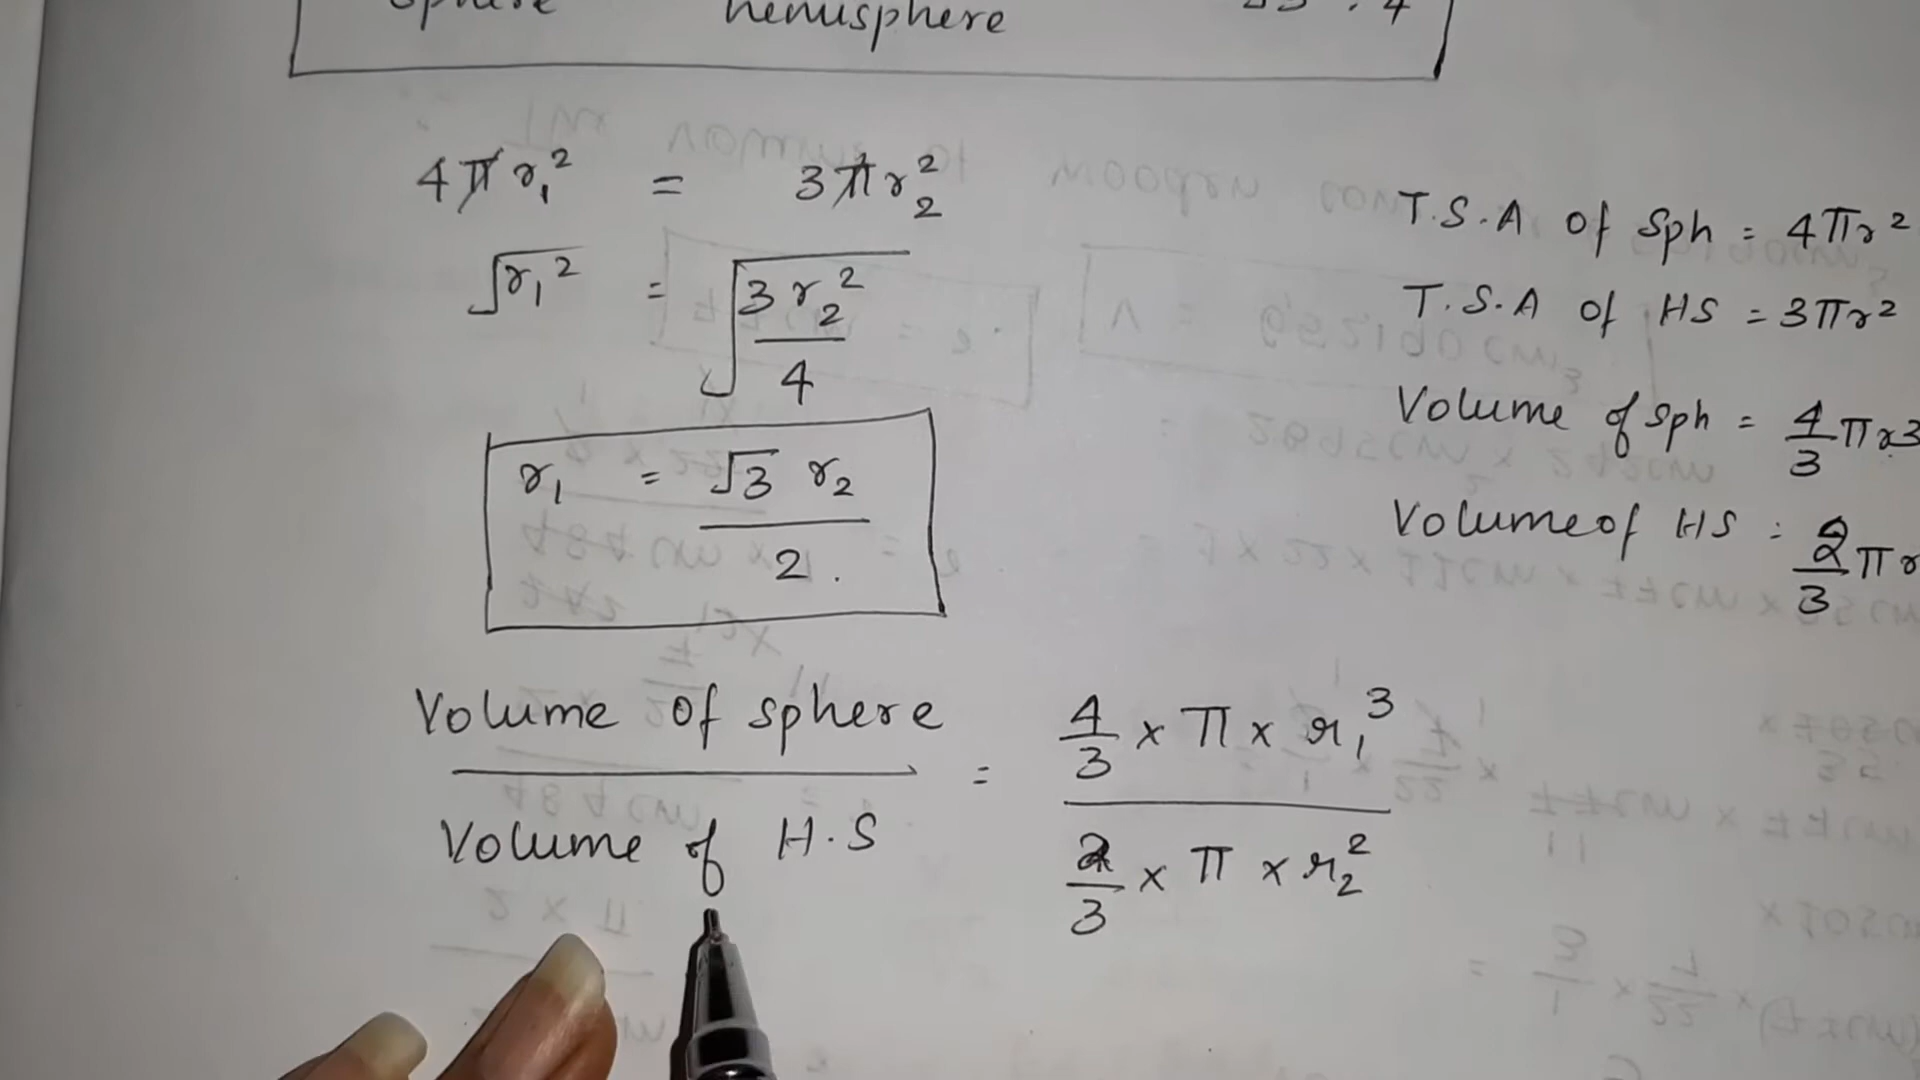 Sphere hemisphere : 4
4πr₁² = 3πr₂²
√r₁² = √3r₂²/4
r₁ = √3 r₂/2.
T.S.A of Sph = 4πr²
T.S.A of HS = 3πr²
Volume of Sph = 4/3 πr3
Volume of HS : 2/3 πr
Volume of sphere / Volume of H.S = 4/3 × π × r₁³ / 2/3 × π × r₂²